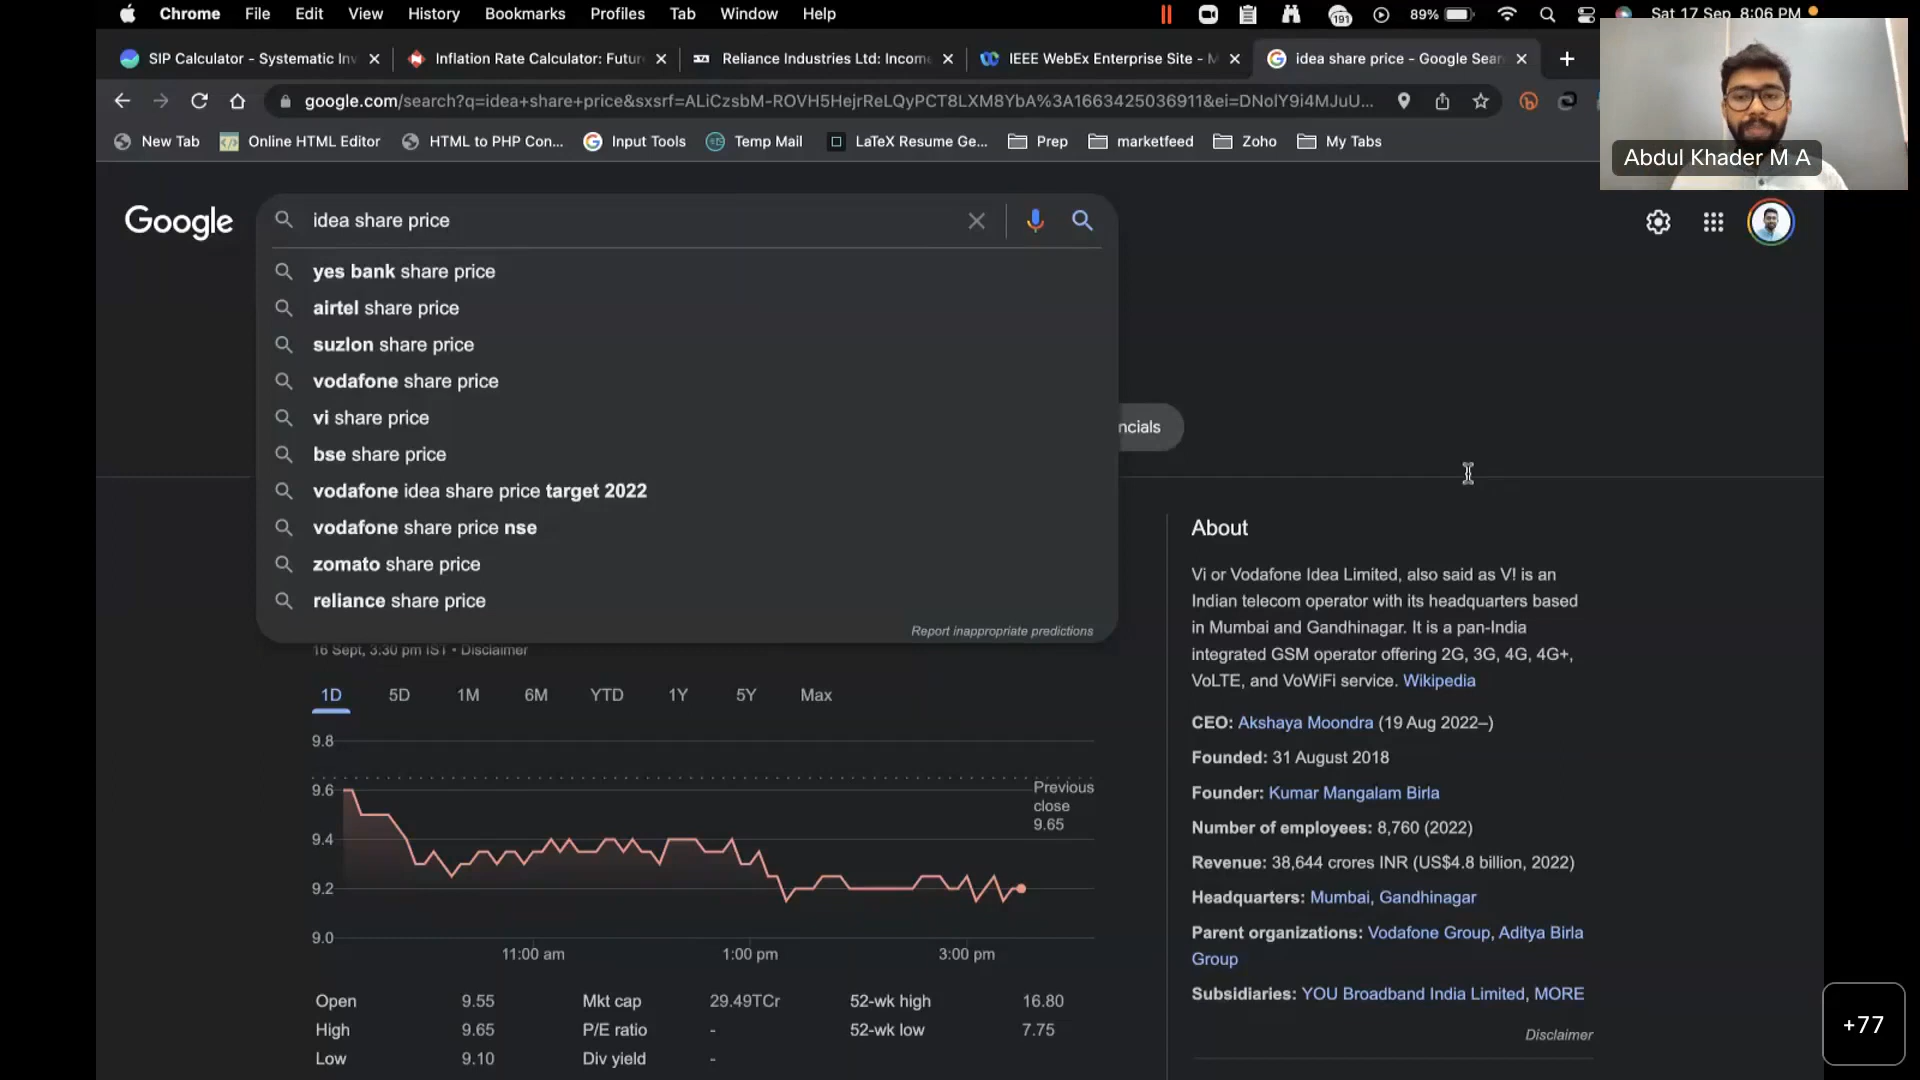 Chrome File Edit View History Bookmarks Profiles Tab Window Help 191 89% Sat 17 Sep 8:06 PM
SIP Calculator - Systematic Inv
Inflation Rate Calculator: Futur
Reliance Industries Ltd: Income
IEEE WebEx Enterprise Site - M
idea share price - Google Sear
google.com/search?q=idea+share+price&sxsrf=ALiCzsbM-ROVH5HejrReLQyPCT8LXM8YbA%3A1663425036911&ei=DNolY9i4MJuU...
New Tab Online HTML Editor HTML to PHP Con... Input Tools Temp Mail LaTeX Resume Ge... Prep marketfeed Zoho My Tabs
Abdul Khader M A
Google
idea share price
yes bank share price
airtel share price
suzlon share price
vodafone share price
vi share price
bse share price
vodafone idea share price target 2022
vodafone share price nse
zomato share price
reliance share price
Report inappropriate predictions
ncials
16 Sept, 3:30 pm IST • Disclaimer
1D 5D 1M 6M YTD 1Y 5Y Max
9.8
9.6
9.4
9.2
9.0
Previous
close
9.65
11:00 am 1:00 pm 3:00 pm
Open 9.55 Mkt cap 29.49TCr 52-wk high 16.80
High 9.65 P/E ratio - 52-wk low 7.75
Low 9.10 Div yield -
About
Vi or Vodafone Idea Limited, also said as V! is an
Indian telecom operator with its headquarters based
in Mumbai and Gandhinagar. It is a pan-India
integrated GSM operator offering 2G, 3G, 4G, 4G+,
VoLTE, and VoWiFi service. Wikipedia
CEO: Akshaya Moondra (19 Aug 2022–)
Founded: 31 August 2018
Founder: Kumar Mangalam Birla
Number of employees: 8,760 (2022)
Revenue: 38,644 crores INR (US$4.8 billion, 2022)
Headquarters: Mumbai, Gandhinagar
Parent organizations: Vodafone Group, Aditya Birla
Group
Subsidiaries: YOU Broadband India Limited, MORE
Disclaimer
+77